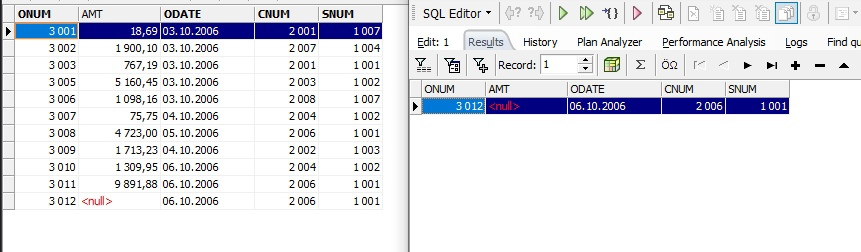 ONUM AMT ODATE CNUM SNUM
3 001 18,69 03.10.2006 2 001 1 007
3 002 1 900,10 03.10.2006 2 007 1 004
3 003 767,19 03.10.2006 2 001 1 001
3 005 5 160,45 03.10.2006 2 003 1 002
3 006 1 098,16 03.10.2006 2 008 1 007
3 007 75,75 04.10.2006 2 004 1 002
3 008 4 723,00 05.10.2006 2 006 1 001
3 009 1 713,23 04.10.2006 2 002 1 003
3 010 1 309,95 06.10.2006 2 004 1 002
3 011 9 891,88 06.10.2006 2 006 1 001
3 012 <null> 06.10.2006 2 006 1 001
SQL Editor
Edit: 1 Results History Plan Analyzer Performance Analysis Logs Find qu
Record: 1 Σ ÖΩ
ONUM AMT ODATE CNUM SNUM
3 012 <null> 06.10.2006 2 006 1 001